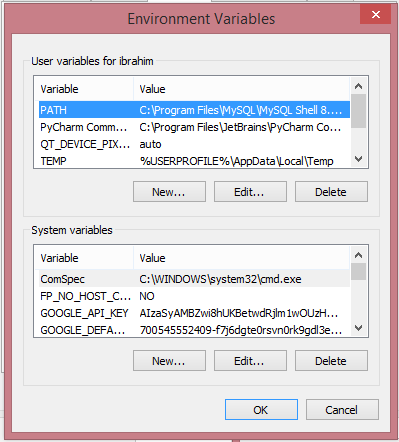 Environment Variables
User variables for ibrahim
Variable Value
PATH C:\Program Files\MySQL\MySQL Shell 8....
PyCharm Comm... C:\Program Files\JetBrains\PyCharm Co...
QT_DEVICE_PIX... auto
TEMP %USERPROFILE%\AppData\Local\Temp
New... Edit... Delete
System variables
Variable Value
ComSpec C:\WINDOWS\system32\cmd.exe
FP_NO_HOST_C... NO
GOOGLE_API_KEY AIzaSyAMBZwi8hUKBetwdRjlm1wOUzH...
GOOGLE_DEFA... 700545552409-f7j6dgte0rsvn0rk9gdl3e...
New... Edit... Delete
OK Cancel